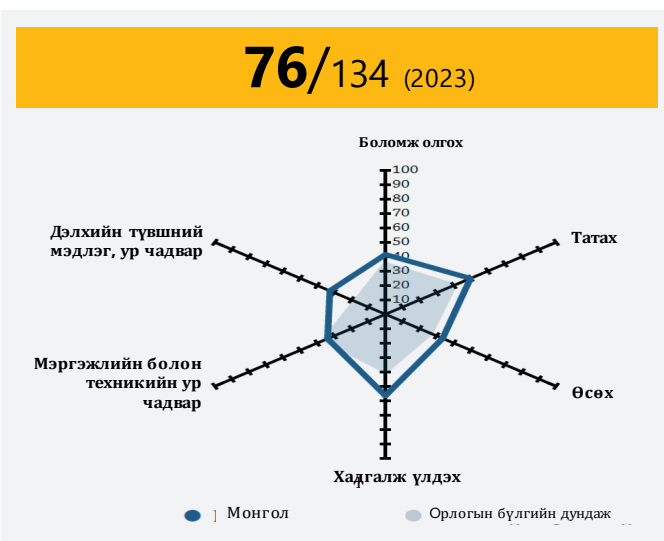 76/134 (2023)
Боломж олгох
100
90
80
70
60
50
40
30
20
10
Дэлхийн түвшний
мэдлэг, ур чадвар
Татах
Мэргэжлийн болон
техникийн ур
чадвар
Өсөх
Хадгалж үлдэх
Монгол
Орлогын бүлгийн дундаж